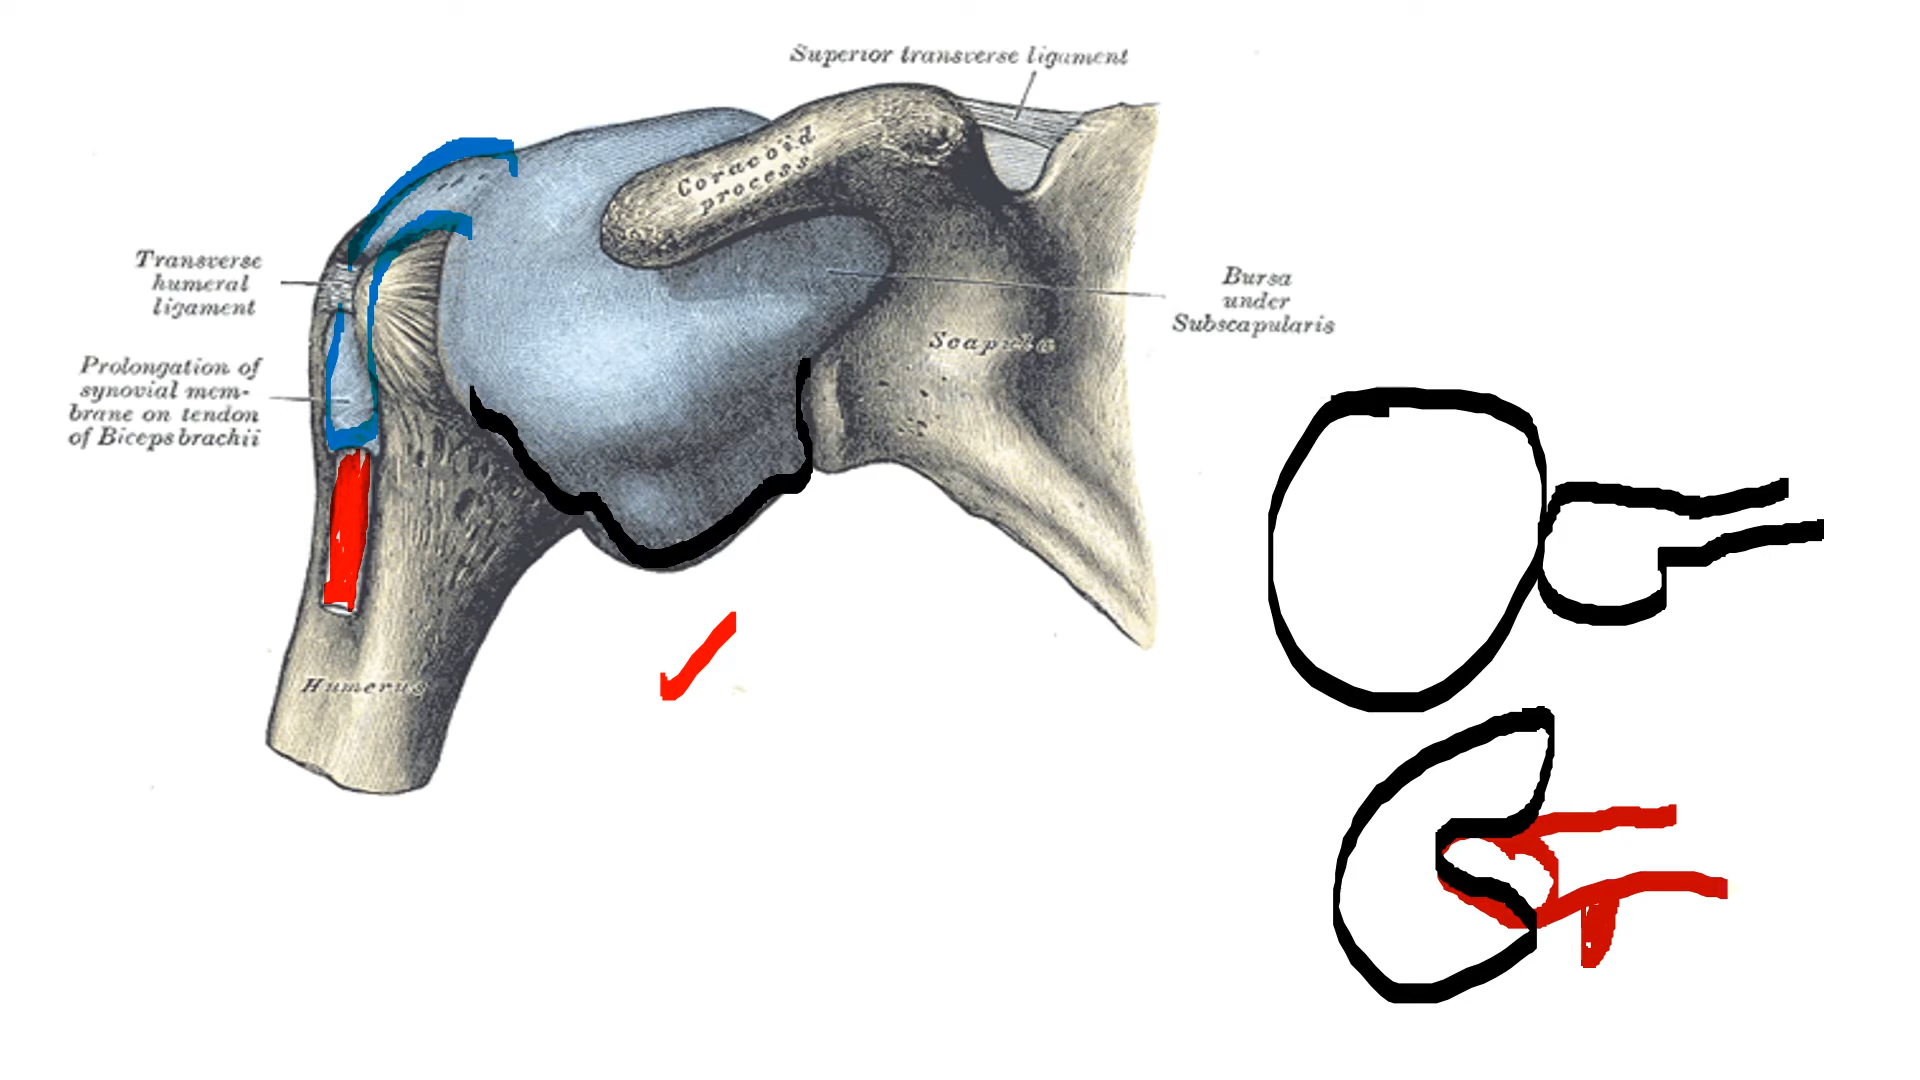 Superior transverse ligament
Coracoid
process
Transverse
humeral
ligament
Bursa
under
Subscapularis
Scapula
Prolongation of
synovial mem-
brane on tendon
of Biceps brachii
Humerus